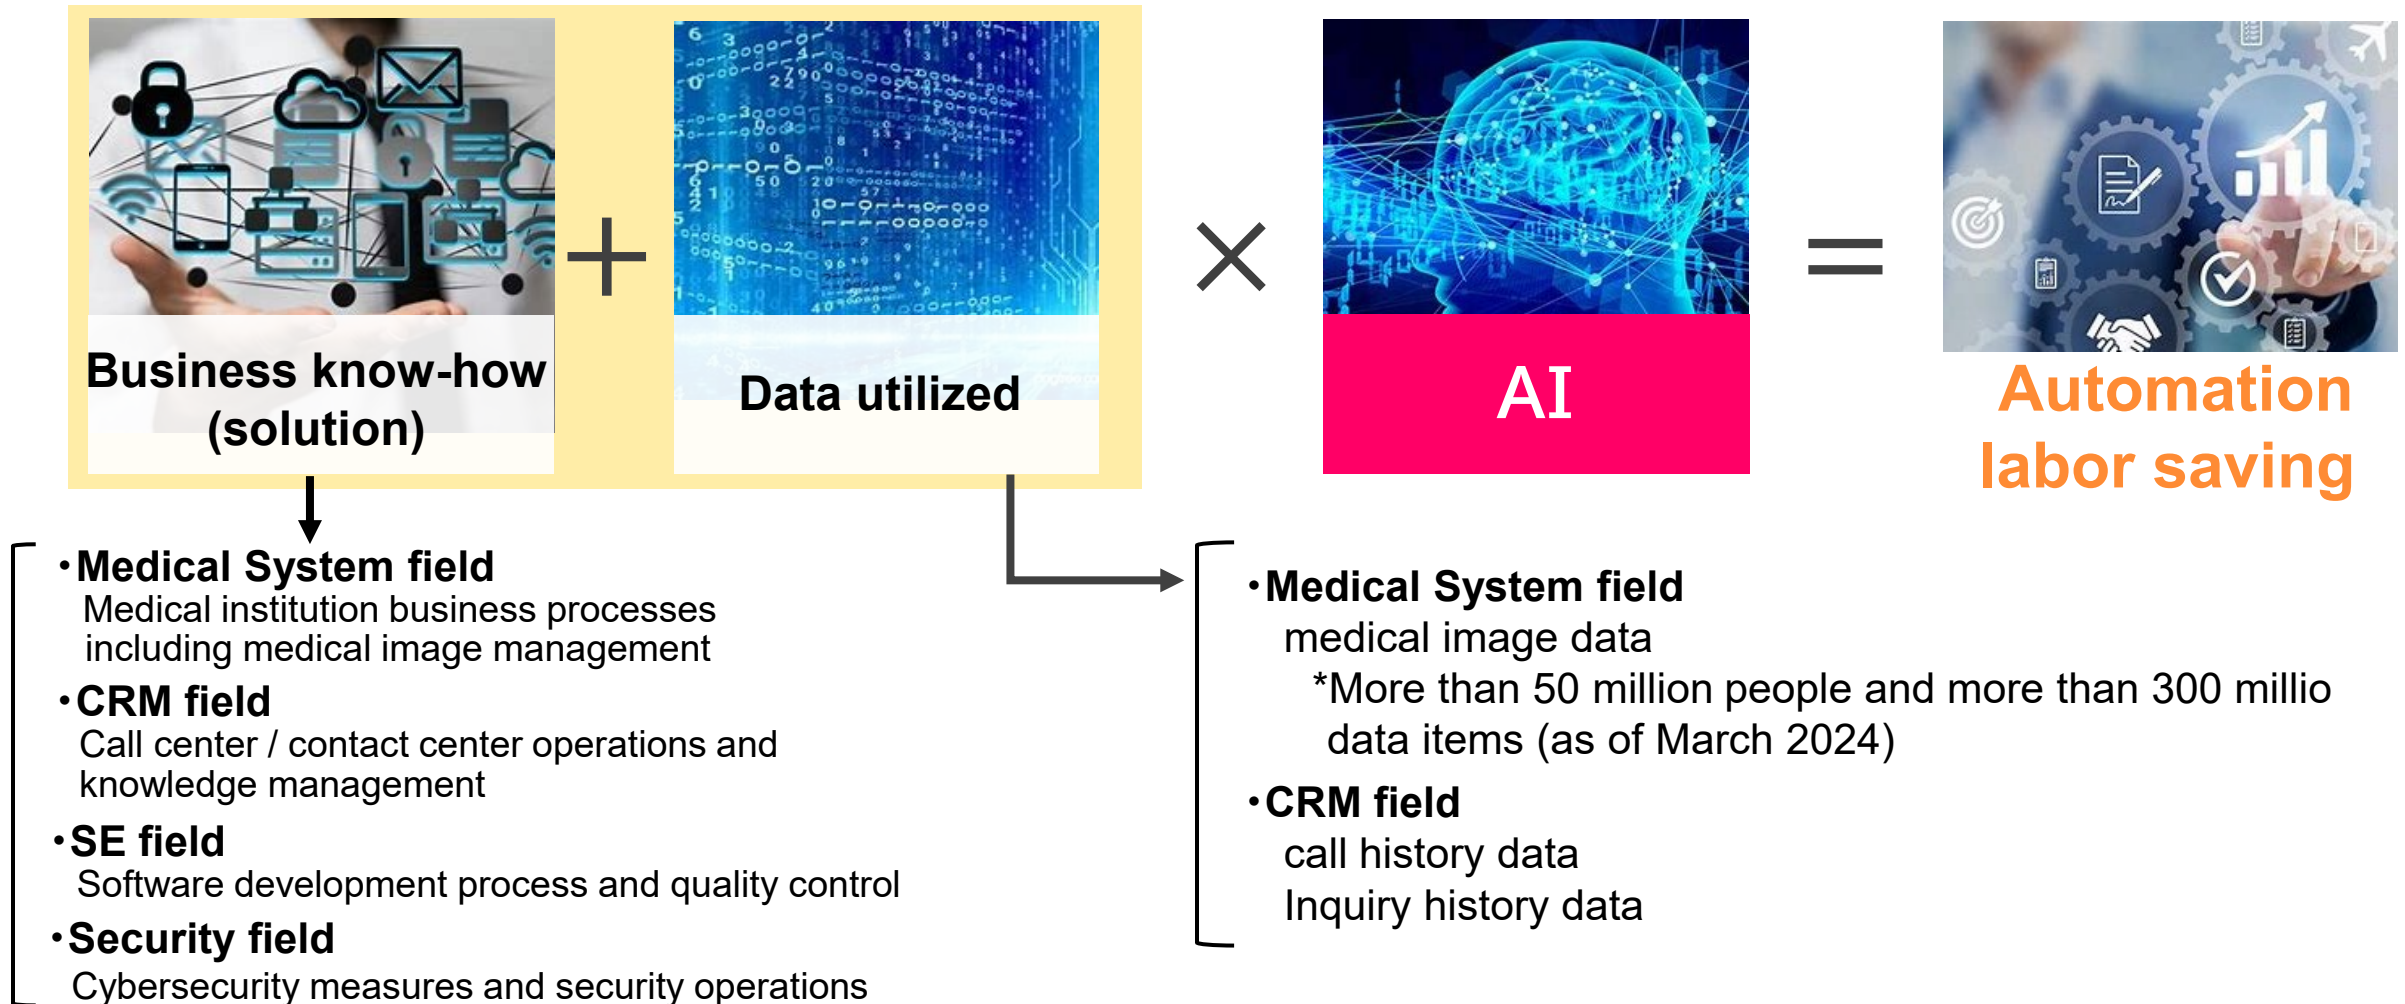 Business know-how
(solution)
+
Data utilized
×
AI
=
Automation
labor saving
・Medical System field
Medical institution business processes
including medical image management
・CRM field
Call center / contact center operations and
knowledge management
・SE field
Software development process and quality control
・Security field
Cybersecurity measures and security operations
・Medical System field
medical image data
*More than 50 million people and more than 300 millio
data items (as of March 2024)
・CRM field
call history data
Inquiry history data